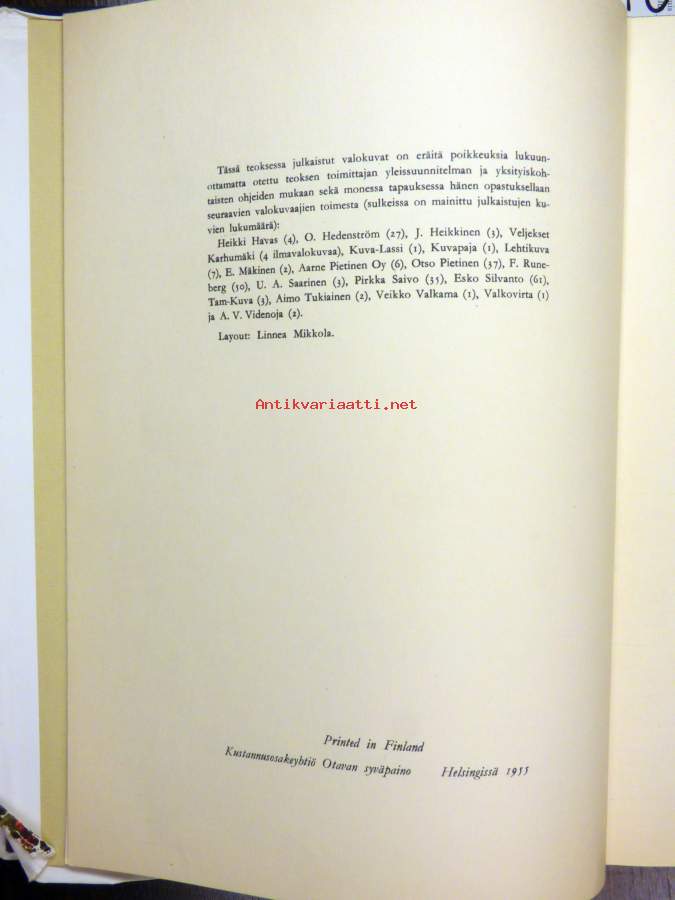 Tässä teoksessa julkaistut valokuvat on eräitä poikkeuksia lukuun-
ottamatta otettu teoksen toimittajan yleissuunnitelman ja yksityiskoh-
taisten ohjeiden mukaan sekä monessa tapauksessa hänen opastuksellaan
seuraavien valokuvaajien toimesta (sulkeissa on mainittu julkaistujen ku-
vien lukumäärä):
Heikki Havas (4), O. Hedenström (27), J. Heikkinen (3), Veljekset
Karhumäki (4 ilmavalokuvaa), Kuva-Lassi (1), Kuvapaja (1), Lehtikuva
(7), E. Mäkinen (2), Aarne Pietinen Oy (6), Otso Pietinen (37), F. Rune-
berg (50), U. A. Saarinen (3), Pirkka Saivo (35), Esko Silvanto (61),
Tam-Kuva (3), Aimo Tukiainen (2), Veikko Valkama (1), Valkovirta (1)
ja A. V. Videnoja (2).
Layout: Linnea Mikkola.
Antikvariaatti.net
Printed in Finland
Kustannusosakeyhtiö Otavan syväpaino Helsingissä 1955